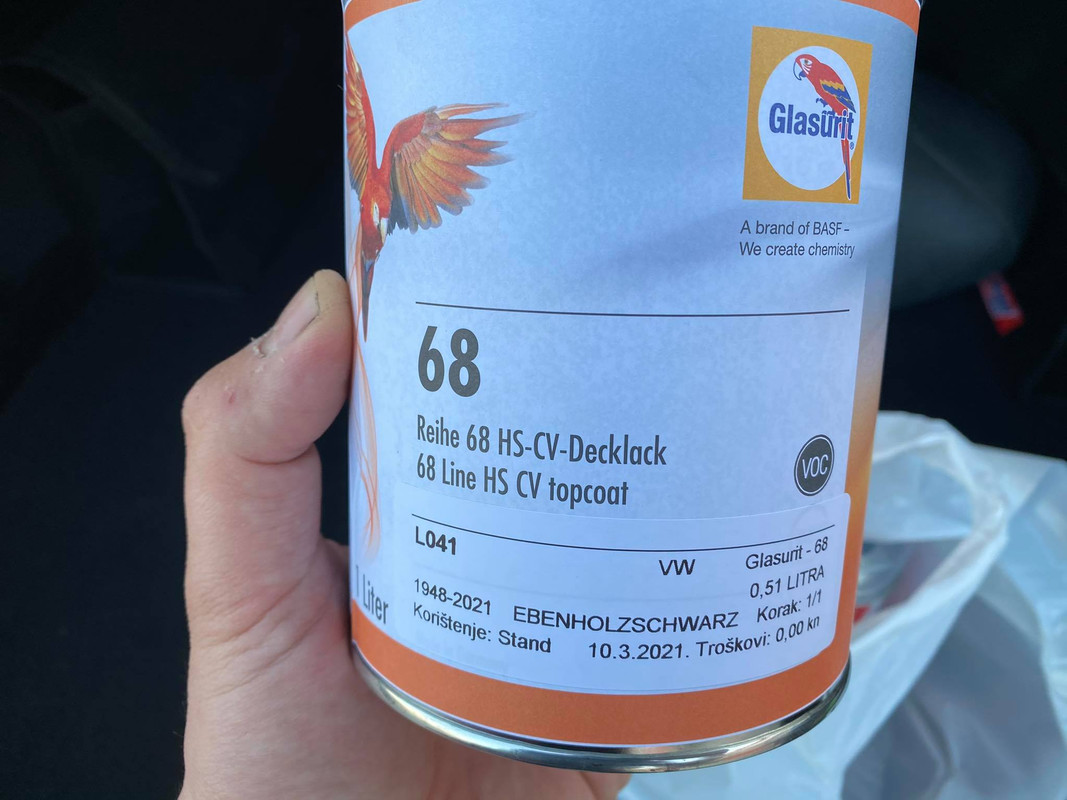 Glasurit®
A brand of BASF –
We create chemistry
68
Reihe 68 HS-CV-Decklack
68 Line HS CV topcoat
VOC
L041 VW Glasurit - 68
0,51 LITRA
1948-2021 EBENHOLZSCHWARZ Korak: 1/1
Korištenje: Stand 10.3.2021. Troškovi: 0,00 kn
1 Liter